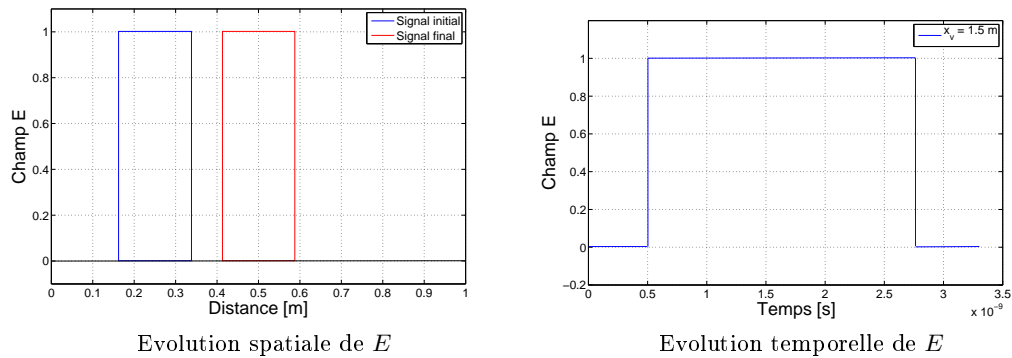 Signal initial
Signal final
Champ E
1
0.8
0.6
0.4
0.2
0
0 0.1 0.2 0.3 0.4 0.5 0.6 0.7 0.8 0.9 1
Distance [m]
Evolution spatiale de E
x_v = 1.5 m
Champ E
1
0.8
0.6
0.4
0.2
0
−0.2
0 0.5 1 1.5 2 2.5 3 3.5
x 10⁻⁹
Temps [s]
Evolution temporelle de E